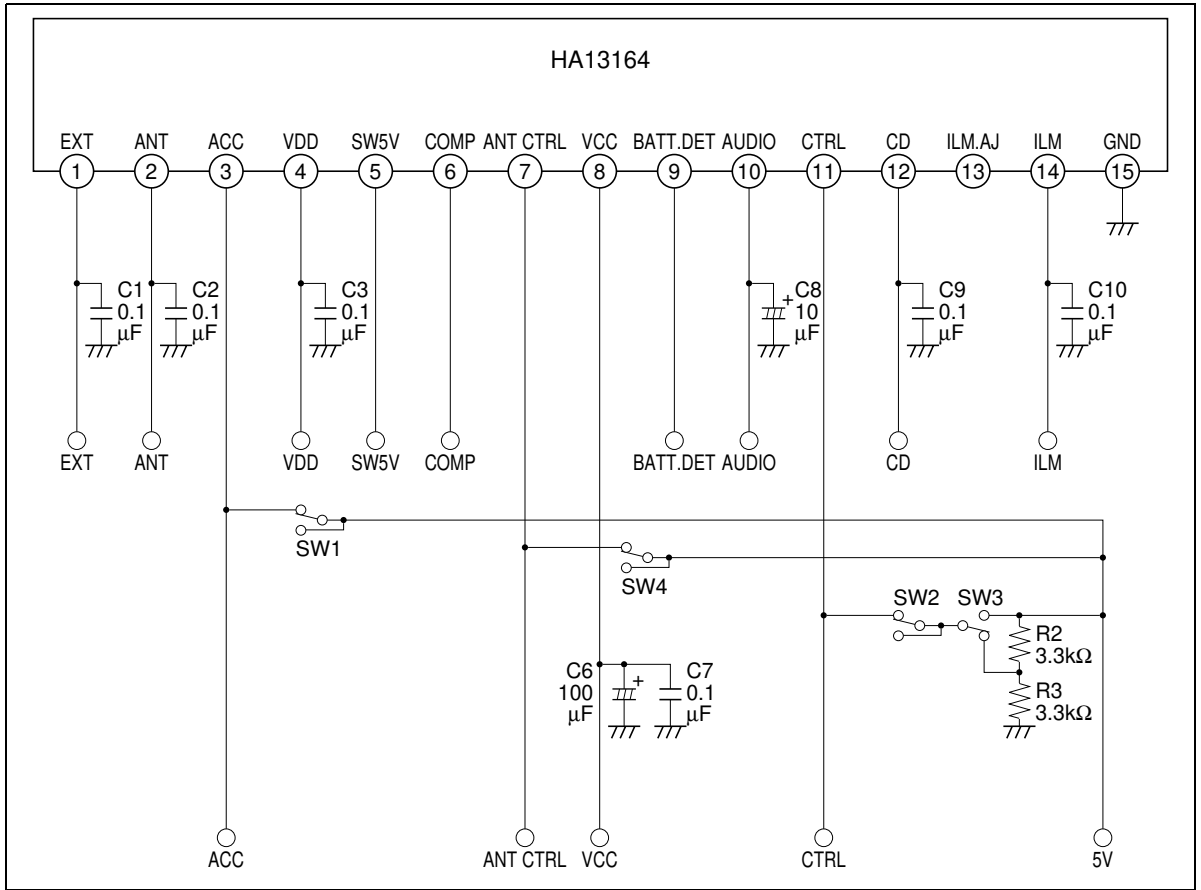 HA13164
EXT ANT ACC VDD SW5V COMP ANT CTRL VCC BATT.DET AUDIO CTRL CD ILM.AJ ILM GND
1 2 3 4 5 6 7 8 9 10 11 12 13 14 15
C1 C2 C3 C8 C9 C10
0.1 0.1 0.1 + 10 0.1 0.1
µF µF µF µF µF µF
EXT ANT VDD SW5V COMP BATT.DET AUDIO CD ILM
SW1
SW4
SW2 SW3
R2
3.3kΩ
C6 + C7
100 0.1
µF µF
R3
3.3kΩ
ACC ANT CTRL VCC CTRL 5V